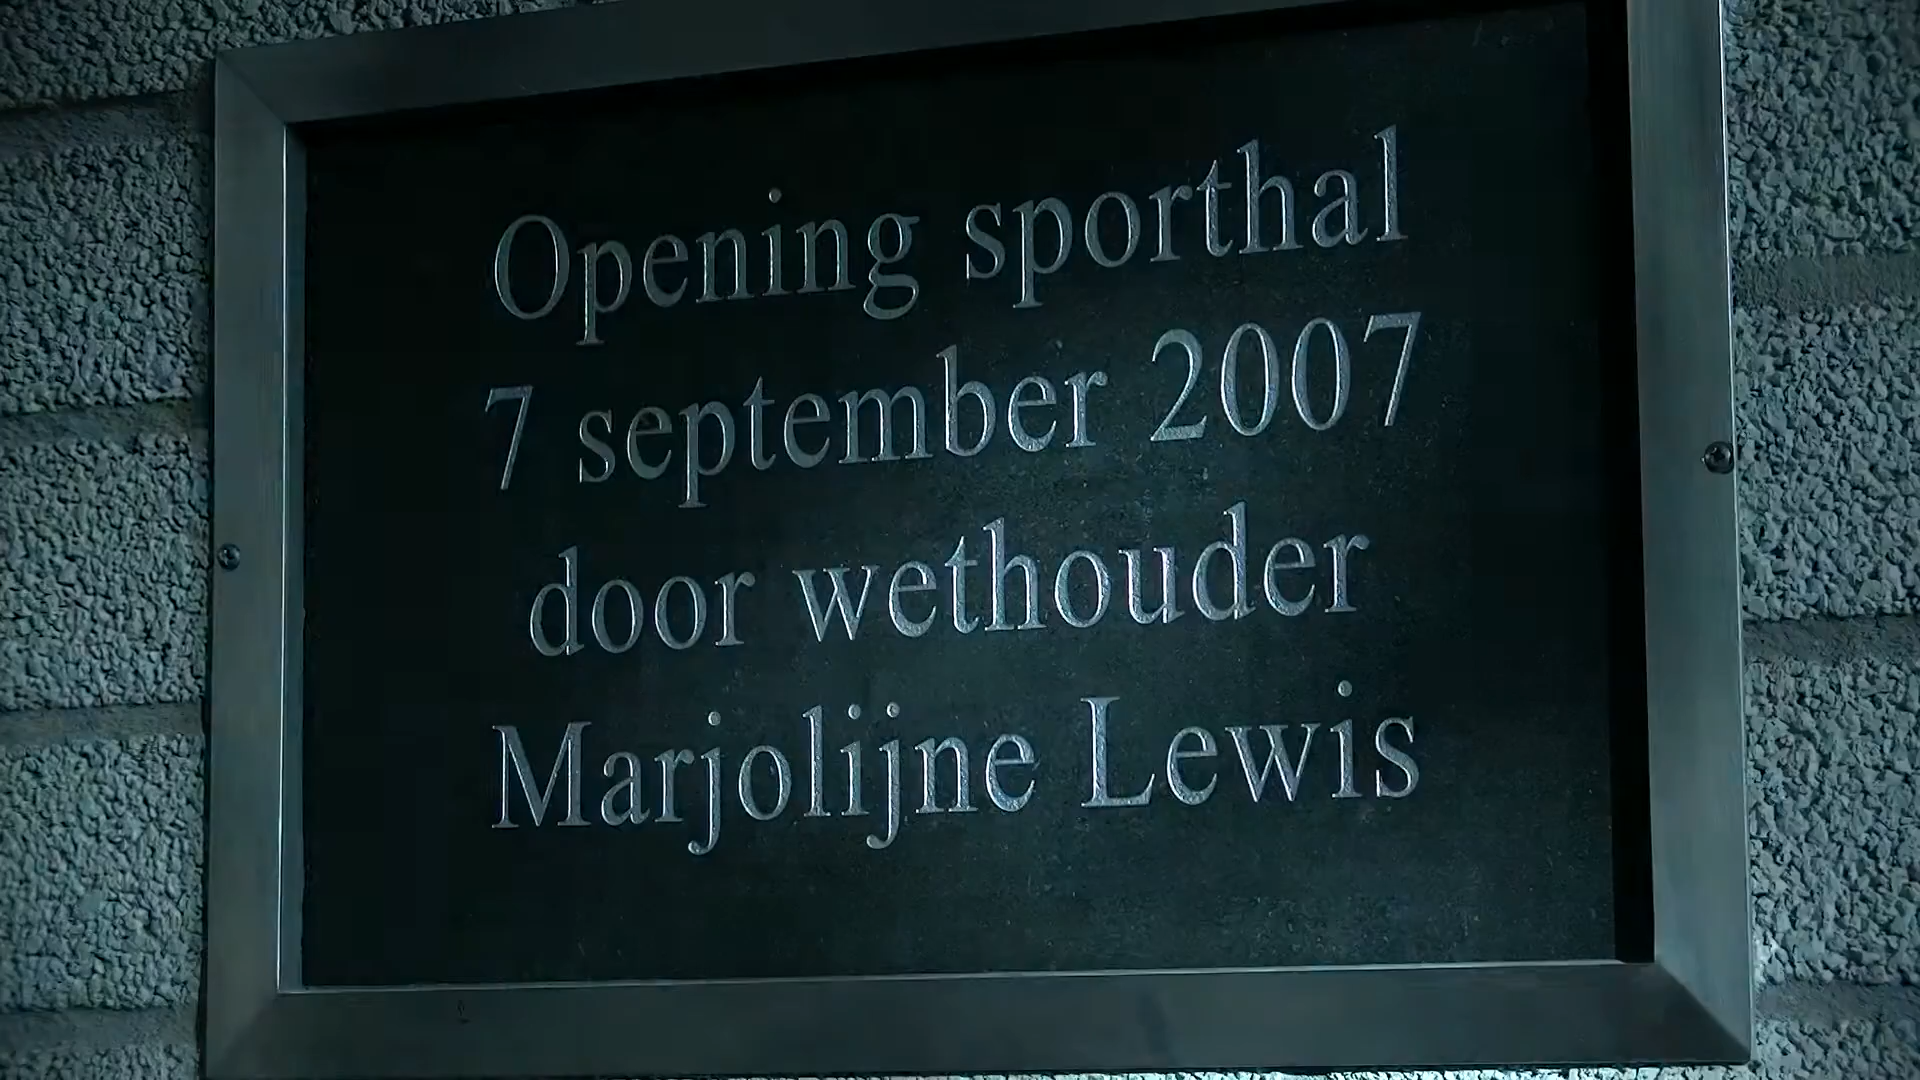 Opening sporthal
7 september 2007
door wethouder
Marjolijne Lewis